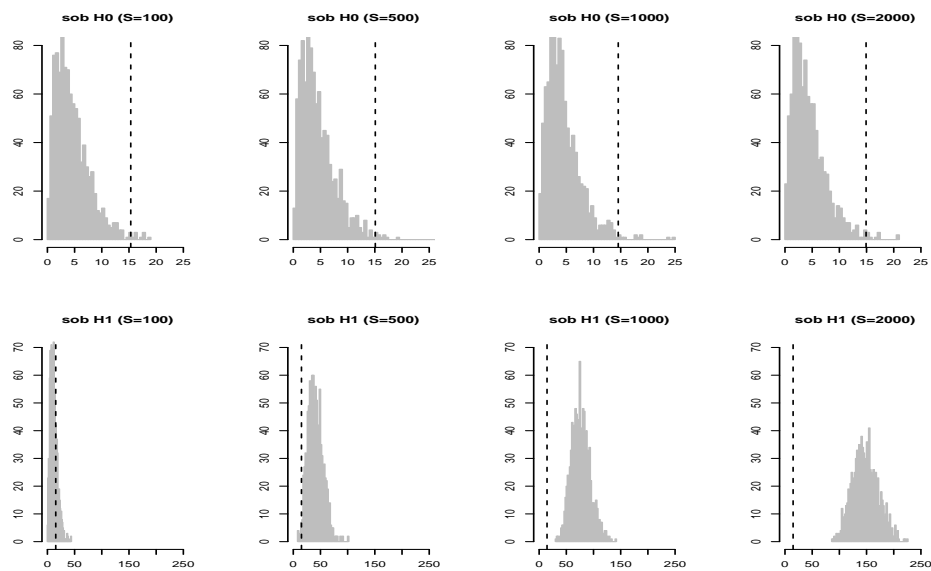 sob H0 (S=100)
sob H0 (S=500)
sob H0 (S=1000)
sob H0 (S=2000)
0 20 40 60 80
0 5 10 15 20 25
0 20 40 60 80
0 5 10 15 20 25
0 20 40 60 80
0 5 10 15 20 25
0 20 40 60 80
0 5 10 15 20 25
sob H1 (S=100)
sob H1 (S=500)
sob H1 (S=1000)
sob H1 (S=2000)
0 10 20 30 40 50 60 70
0 50 100 150 250
0 10 20 30 40 50 60 70
0 50 100 150 250
0 10 20 30 40 50 60 70
0 50 100 150 250
0 10 20 30 40 50 60 70
0 50 100 150 250